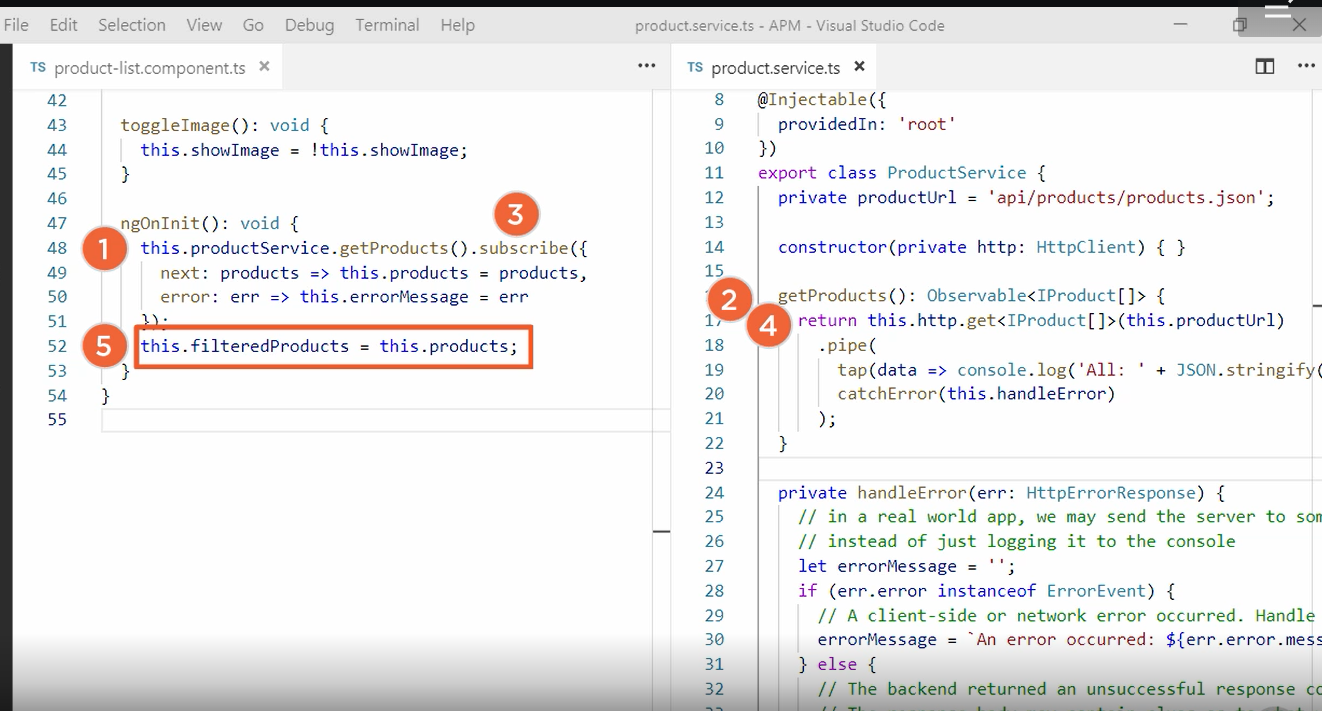 File Edit Selection View Go Debug Terminal Help product.service.ts - APM - Visual Studio Code
TS product-list.component.ts × ···
42
43 toggleImage(): void {
44 this.showImage = !this.showImage;
45 }
46
47 ngOnInit(): void {
3
1 48 this.productService.getProducts().subscribe({
49 next: products => this.products = products,
50 error: err => this.errorMessage = err
51 });
5 52 this.filteredProducts = this.products;
53 }
54 }
55
TS product.service.ts × ···
8 @Injectable({
9 providedIn: 'root'
10 })
11 export class ProductService {
12 private productUrl = 'api/products/products.json';
13
14 constructor(private http: HttpClient) { }
15
2 getProducts(): Observable<IProduct[]> {
17 4 return this.http.get<IProduct[]>(this.productUrl)
18 .pipe(
19 tap(data => console.log('All: ' + JSON.stringify(
20 catchError(this.handleError)
21 );
22 }
23
24 private handleError(err: HttpErrorResponse) {
25 // in a real world app, we may send the server to
26 // instead of just logging it to the console
27 let errorMessage = '';
28 if (err.error instanceof ErrorEvent) {
29 // A client-side or network error occurred. Handle
30 errorMessage = `An error occurred: ${err.error.mess
31 } else {
32 // The backend returned an unsuccessful response